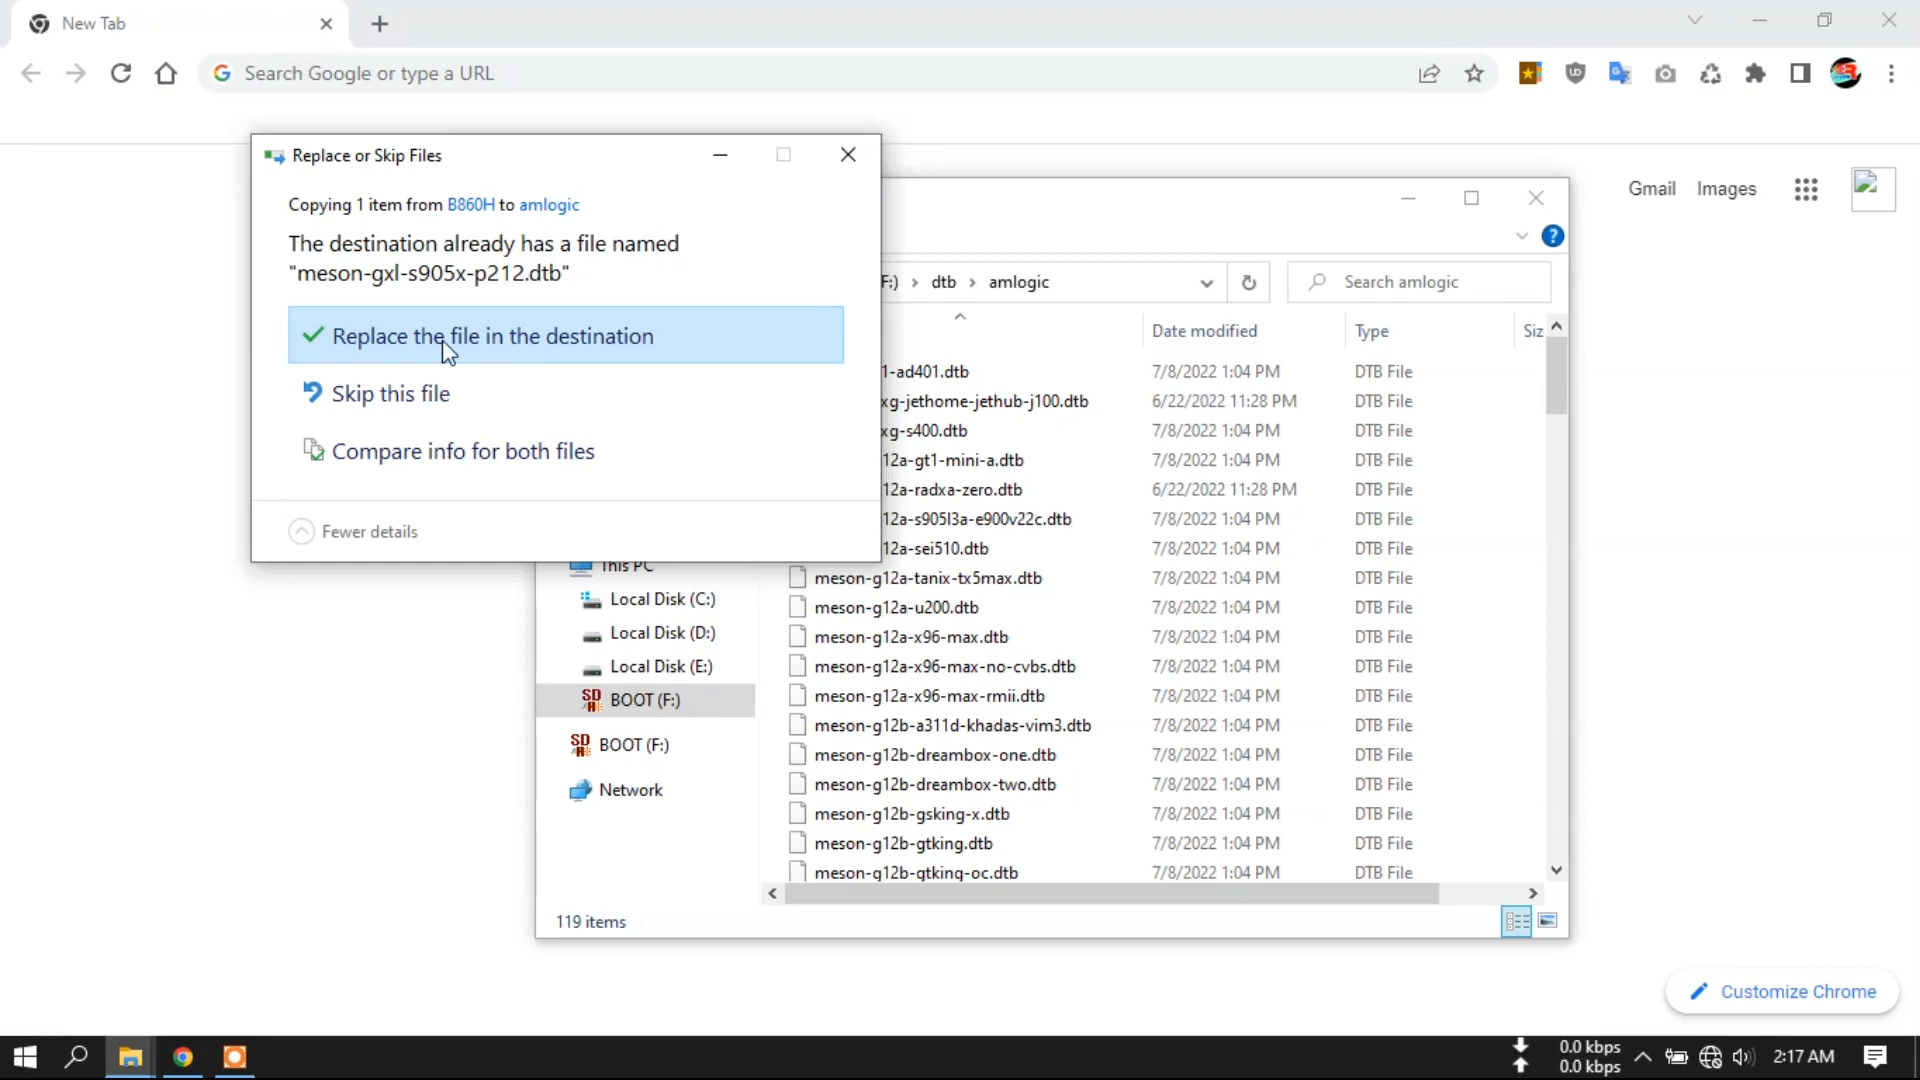 New Tab
Search Google or type a URL
Gmail Images
Replace or Skip Files
Copying 1 item from B860H to amlogic
The destination already has a file named
"meson-gxl-s905x-p212.dtb"
Replace the file in the destination
Skip this file
Compare info for both files
Fewer details
F:) › dtb › amlogic
Search amlogic
Date modified Type Siz
1-ad401.dtb 7/8/2022 1:04 PM DTB File
xg-jethome-jethub-j100.dtb 6/22/2022 11:28 PM DTB File
xg-s400.dtb 7/8/2022 1:04 PM DTB File
12a-gt1-mini-a.dtb 7/8/2022 1:04 PM DTB File
12a-radxa-zero.dtb 6/22/2022 11:28 PM DTB File
12a-s905l3a-e900v22c.dtb 7/8/2022 1:04 PM DTB File
12a-sei510.dtb 7/8/2022 1:04 PM DTB File
meson-g12a-tanix-tx5max.dtb 7/8/2022 1:04 PM DTB File
meson-g12a-u200.dtb 7/8/2022 1:04 PM DTB File
meson-g12a-x96-max.dtb 7/8/2022 1:04 PM DTB File
meson-g12a-x96-max-no-cvbs.dtb 7/8/2022 1:04 PM DTB File
meson-g12a-x96-max-rmii.dtb 7/8/2022 1:04 PM DTB File
meson-g12b-a311d-khadas-vim3.dtb 7/8/2022 1:04 PM DTB File
meson-g12b-dreambox-one.dtb 7/8/2022 1:04 PM DTB File
meson-g12b-dreambox-two.dtb 7/8/2022 1:04 PM DTB File
meson-g12b-gsking-x.dtb 7/8/2022 1:04 PM DTB File
meson-g12b-gtking.dtb 7/8/2022 1:04 PM DTB File
meson-g12b-gtking-oc.dtb 7/8/2022 1:04 PM DTB File
This PC
Local Disk (C:)
Local Disk (D:)
Local Disk (E:)
BOOT (F:)
BOOT (F:)
Network
119 items
Customize Chrome
0.0 kbps
0.0 kbps
2:17 AM